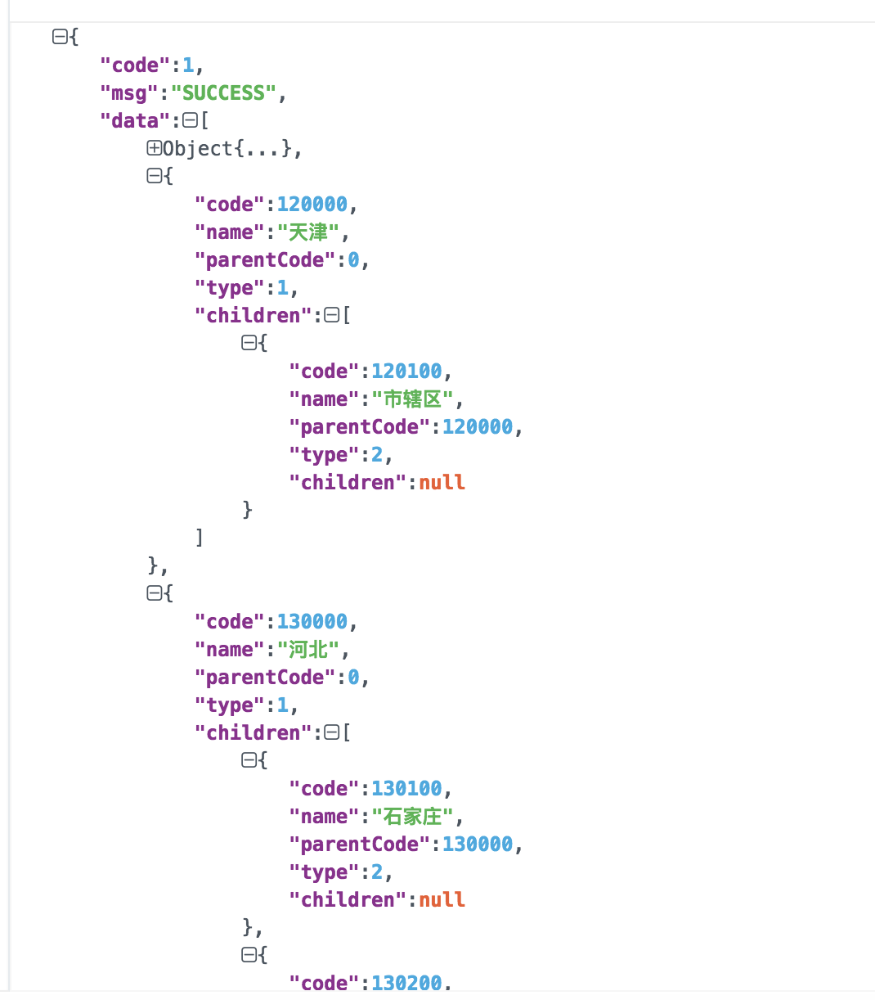 {
"code":1,
"msg":"SUCCESS",
"data":[
Object{...},
{
"code":120000,
"name":"天津",
"parentCode":0,
"type":1,
"children":[
{
"code":120100,
"name":"市辖区",
"parentCode":120000,
"type":2,
"children":null
}
]
},
{
"code":130000,
"name":"河北",
"parentCode":0,
"type":1,
"children":[
{
"code":130100,
"name":"石家庄",
"parentCode":130000,
"type":2,
"children":null
},
{
"code":130200,